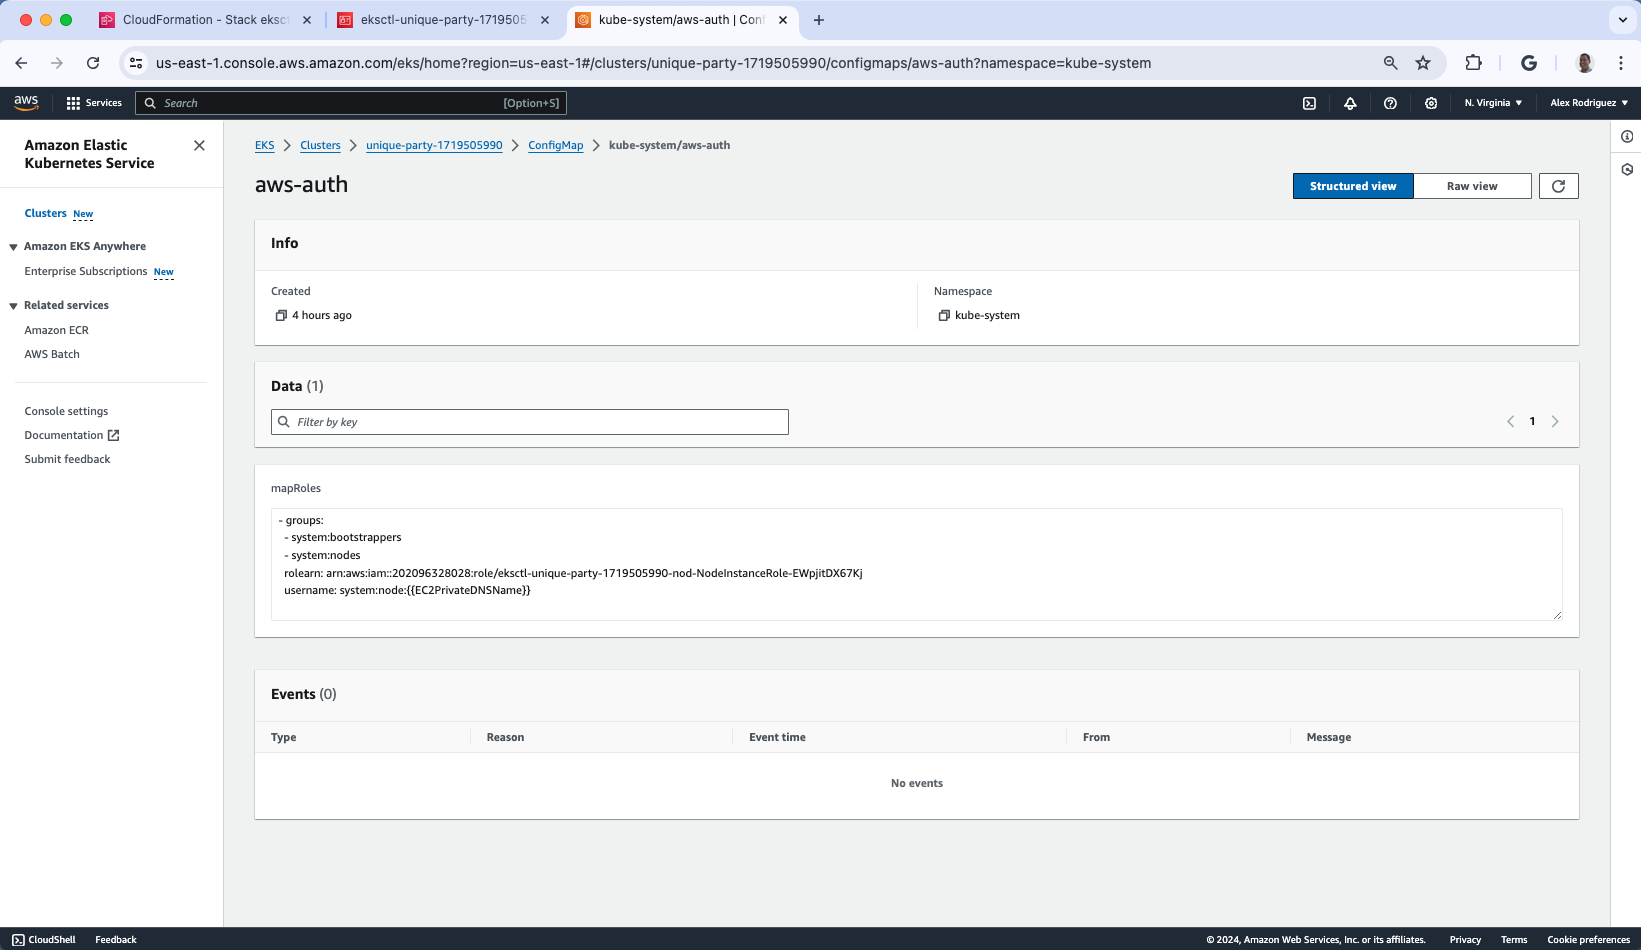 CloudFormation - Stack eksct
eksctl-unique-party-1719505
kube-system/aws-auth | Conf
us-east-1.console.aws.amazon.com/eks/home?region=us-east-1#/clusters/unique-party-1719505990/configmaps/aws-auth?namespace=kube-system
aws
Services
Search
[Option+S]
N. Virginia
Alex Rodriguez
Amazon Elastic
Kubernetes Service
Clusters New
Amazon EKS Anywhere
Enterprise Subscriptions New
Related services
Amazon ECR
AWS Batch
Console settings
Documentation
Submit feedback
EKS
Clusters
unique-party-1719505990
ConfigMap
kube-system/aws-auth
aws-auth
Structured view
Raw view
Info
Created
4 hours ago
Namespace
kube-system
Data (1)
Filter by key
1
mapRoles
- groups:
- system:bootstrappers
- system:nodes
rolearn: arn:aws:iam::202096328028:role/eksctl-unique-party-1719505990-nod-NodeInstanceRole-EWpjitDX67Kj
username: system:node:{{EC2PrivateDNSName}}
Events (0)
Type
Reason
Event time
From
Message
No events
CloudShell
Feedback
© 2024, Amazon Web Services, Inc. or its affiliates.
Privacy
Terms
Cookie preferences